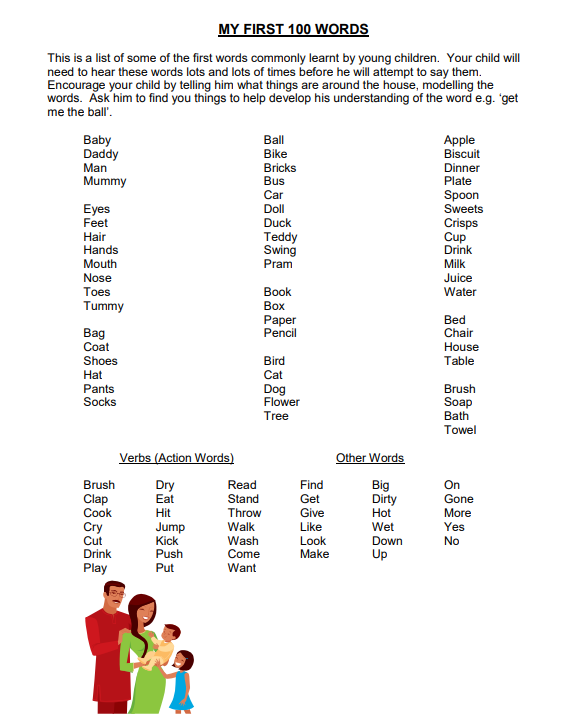 MY FIRST 100 WORDS
This is a list of some of the first words commonly learnt by young children.  Your child will
need to hear these words lots and lots of times before he will attempt to say them.
Encourage your child by telling him what things are around the house, modelling the
words.  Ask him to find you things to help develop his understanding of the word e.g. ‘get
me the ball’.
Baby
Daddy
Man
Mummy
Eyes
Feet
Hair
Hands
Mouth
Nose
Toes
Tummy
Bag
Coat
Shoes
Hat
Pants
Socks
Ball
Bike
Bricks
Bus
Car
Doll
Duck
Teddy
Swing
Pram
Book
Box
Paper
Pencil
Bird
Cat
Dog
Flower
Tree
Apple
Biscuit
Dinner
Plate
Spoon
Sweets
Crisps
Cup
Drink
Milk
Juice
Water
Bed
Chair
House
Table
Brush
Soap
Bath
Towel
Verbs (Action Words)
Brush
Clap
Cook
Cry
Cut
Drink
Play
Dry
Eat
Hit
Jump
Kick
Push
Put
Read
Stand
Throw
Walk
Wash
Come
Want
Other Words
Find
Get
Give
Like
Look
Make
Big
Dirty
Hot
Wet
Down
Up
On
Gone
More
Yes
No